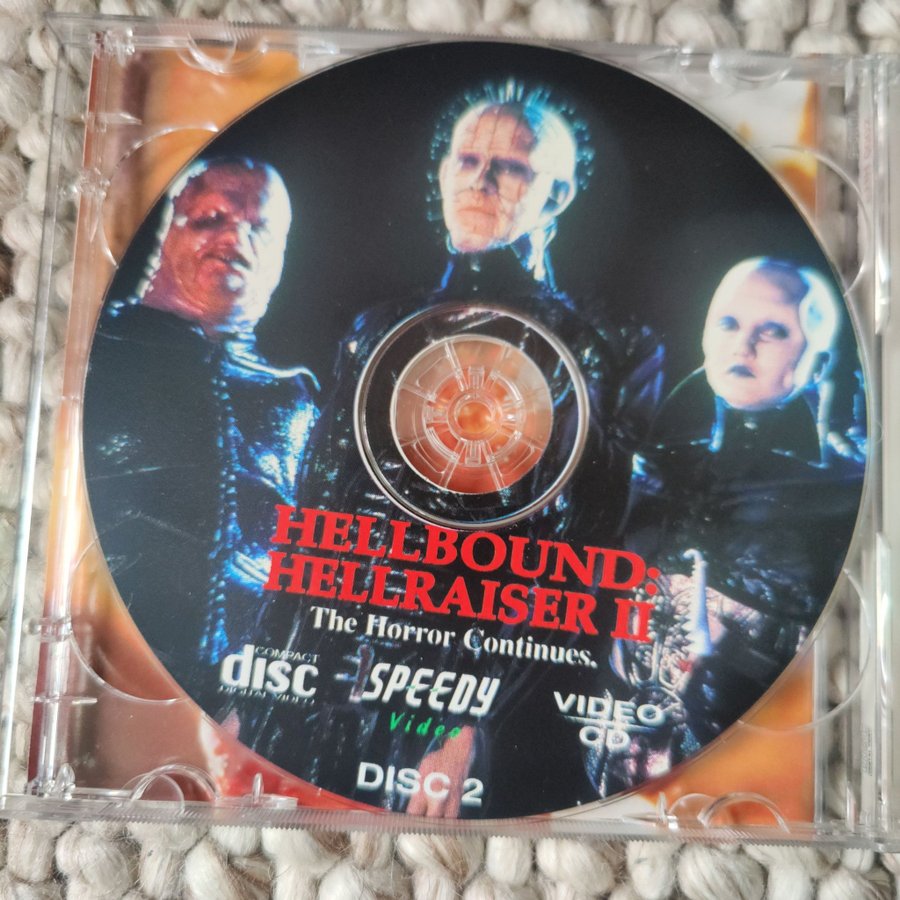 HELLBOUND:
HELLRAISER II
The Horror Continues.
COMPACT
disc
DIGITAL VIDEO
SPEEDY
Video
VIDEO
CD
DISC 2